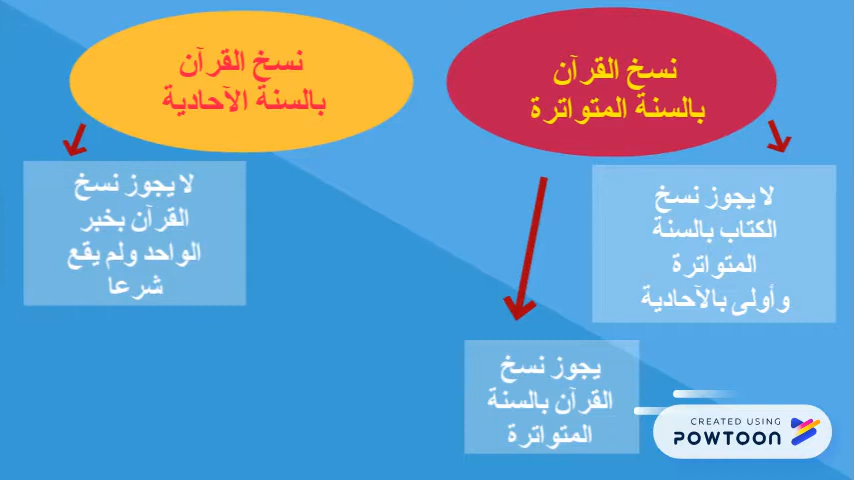 نسخ القرآن
بالسنة المتواترة
نسخ القرآن
بالسنة الآحادية
لا يجوز نسخ
الكتاب بالسنة
المتواترة
وأولى بالآحادية
لا يجوز نسخ
القرآن بخبر
الواحد ولم يقع
شرعا
يجوز نسخ
القرآن بالسنة
المتواترة
CREATED USING
POWTOON